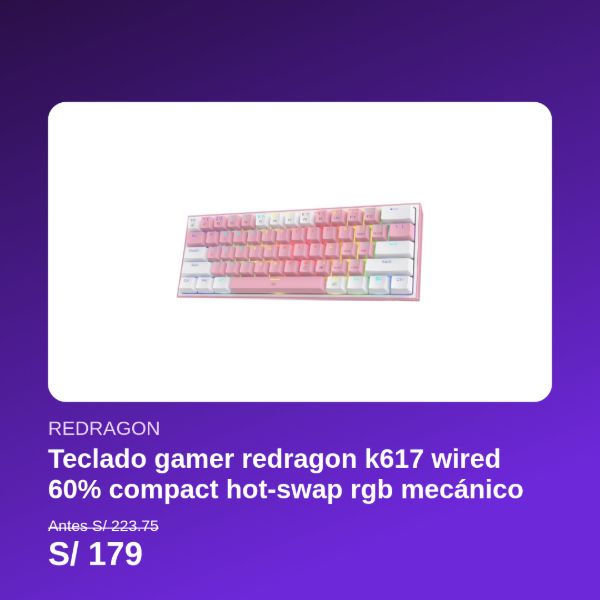 REDRAGON
Teclado gamer redragon k617 wired
60% compact hot-swap rgb mecánico
Antes S/ 223.75
S/ 179